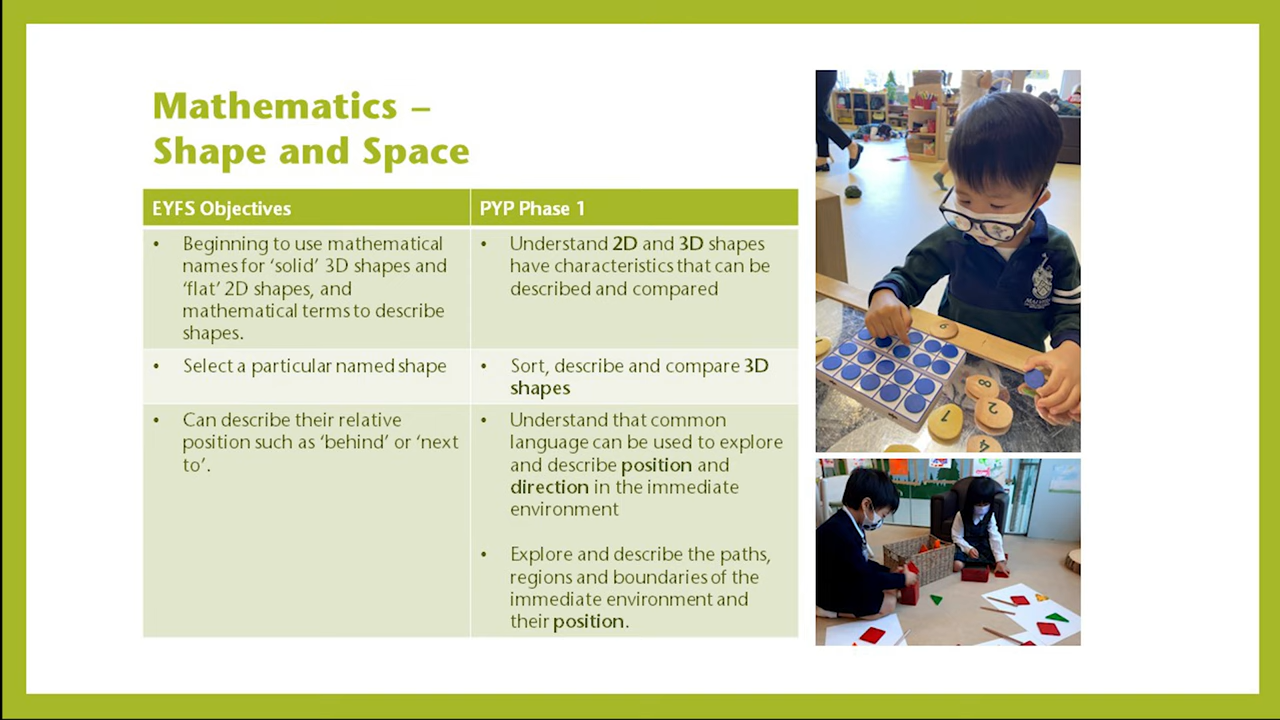 Mathematics –
Shape and Space
EYFS Objectives
PYP Phase 1
• Beginning to use mathematical
names for ‘solid’ 3D shapes and
‘flat’ 2D shapes, and
mathematical terms to describe
shapes.
• Understand 2D and 3D shapes
have characteristics that can be
described and compared
• Select a particular named shape
• Sort, describe and compare 3D
shapes
• Can describe their relative
position such as ‘behind’ or ‘next
to’.
• Understand that common
language can be used to explore
and describe position and
direction in the immediate
environment
• Explore and describe the paths,
regions and boundaries of the
immediate environment and
their position.
9
8
2
1
4